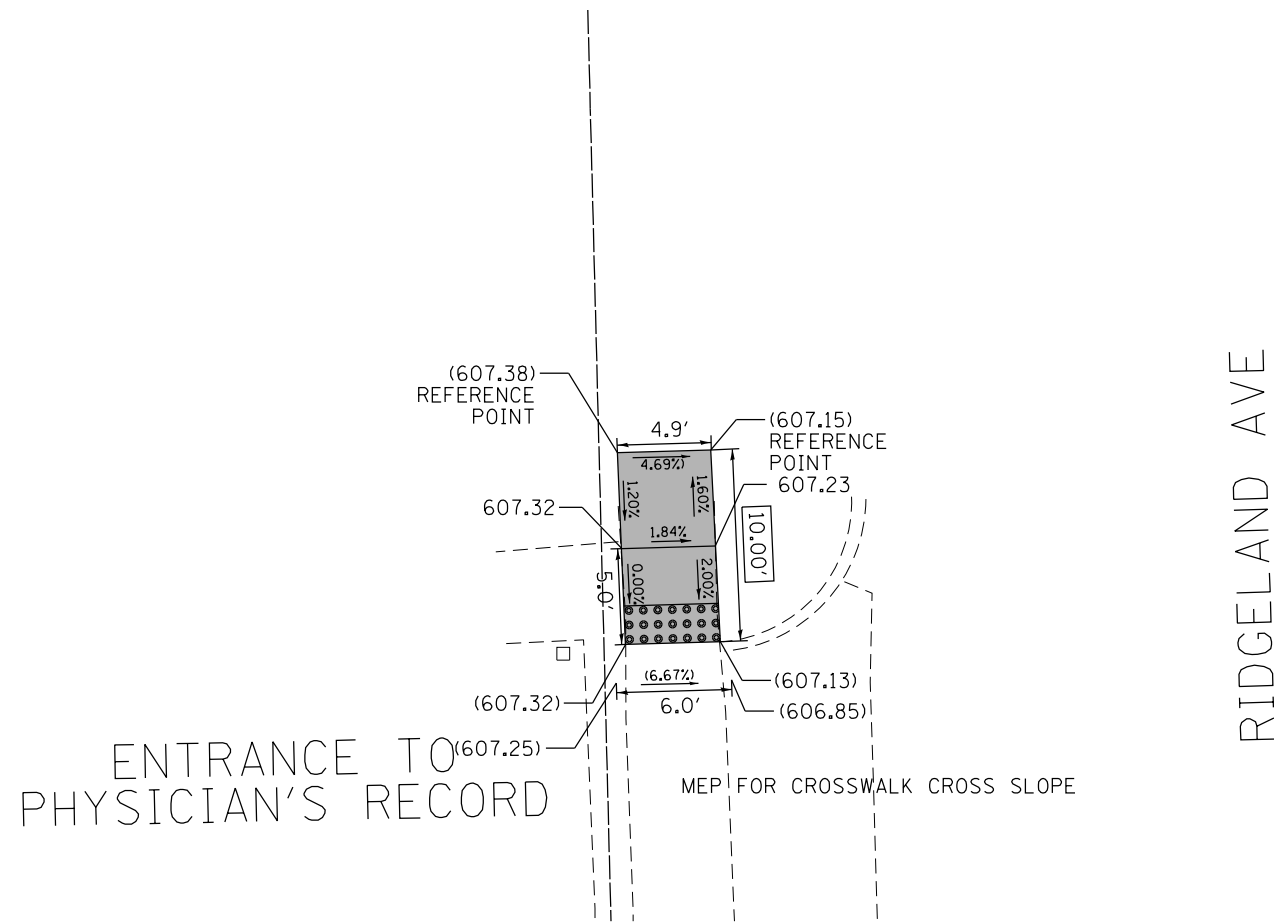 (607.38)
REFERENCE
POINT
4.9'
(607.15)
REFERENCE
POINT
4.69%)
607.23
1.20%
1.60%
607.32
1.84%
10.00'
5.0'
0.00%
2.00%
(6.67%)
6.0'
(607.13)
(607.32)
(606.85)
(607.25)
ENTRANCE TO
PHYSICIAN'S RECORD
MEP FOR CROSSWALK CROSS SLOPE
RIDGELAND AVE